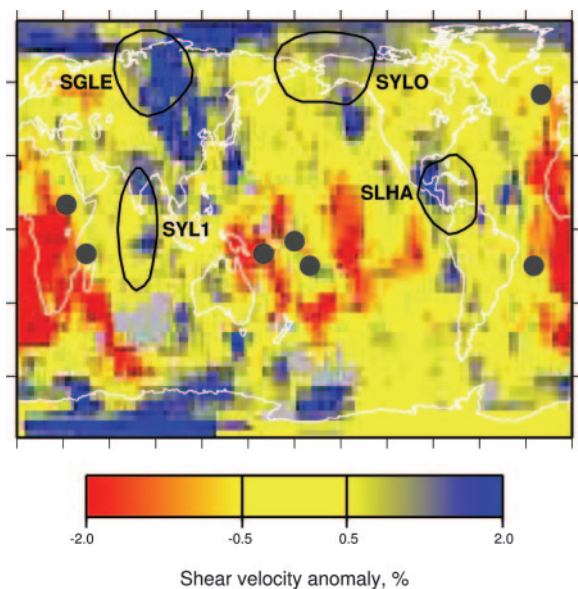 SGLE
SYLO
SLHA
SYL1
-2.0
-0.5
0.5
2.0
Shear velocity anomaly, %